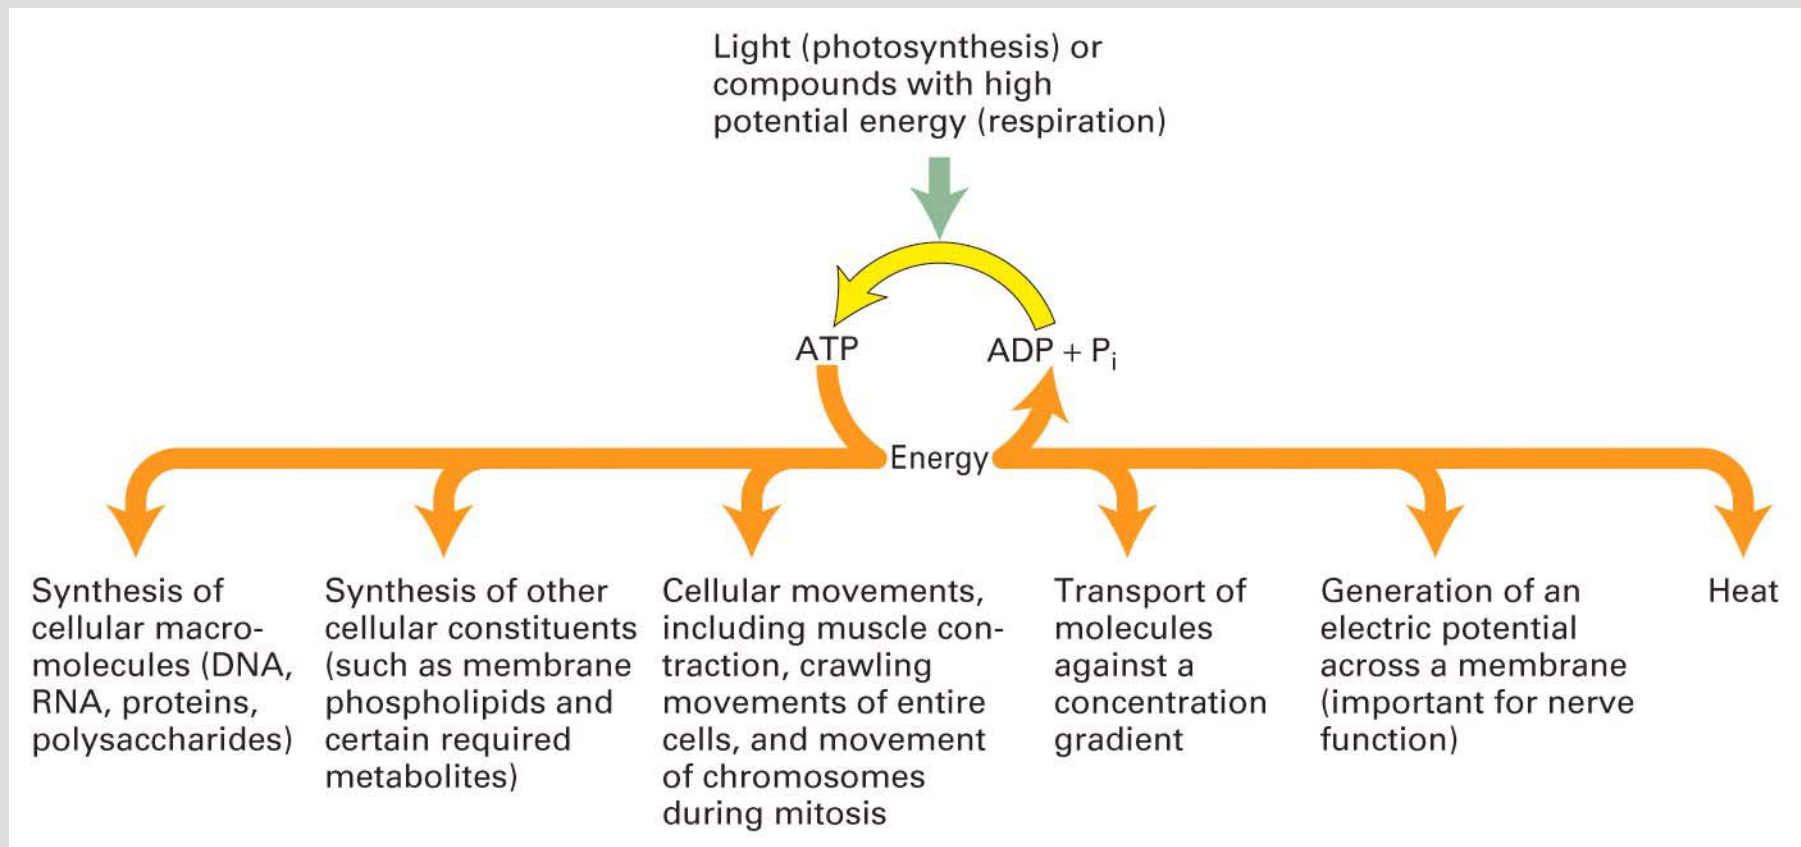 Light (photosynthesis) or
compounds with high
potential energy (respiration)
ATP
ADP + Pi
Energy
Synthesis of
cellular macro-
molecules (DNA,
RNA, proteins,
polysaccharides)
Synthesis of other
cellular constituents
(such as membrane
phospholipids and
certain required
metabolites)
Cellular movements,
including muscle con-
traction, crawling
movements of entire
cells, and movement
of chromosomes
during mitosis
Transport of
molecules
against a
concentration
gradient
Generation of an
electric potential
across a membrane
(important for nerve
function)
Heat